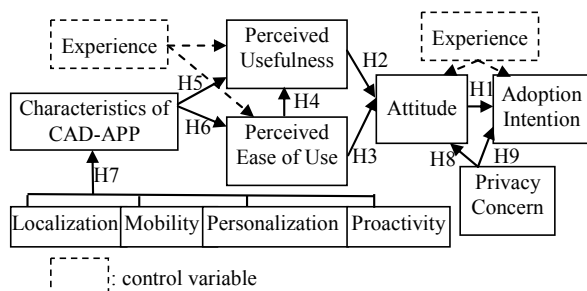 Experience
Perceived
Usefulness
H2
Experience
H5
H4
Characteristics of
CAD-APP
H6
Perceived
Ease of Use
H3
Attitude
H1
Adoption
Intention
H7
H8
H9
Privacy
Concern
Localization
Mobility
Personalization
Proactivity
: control variable